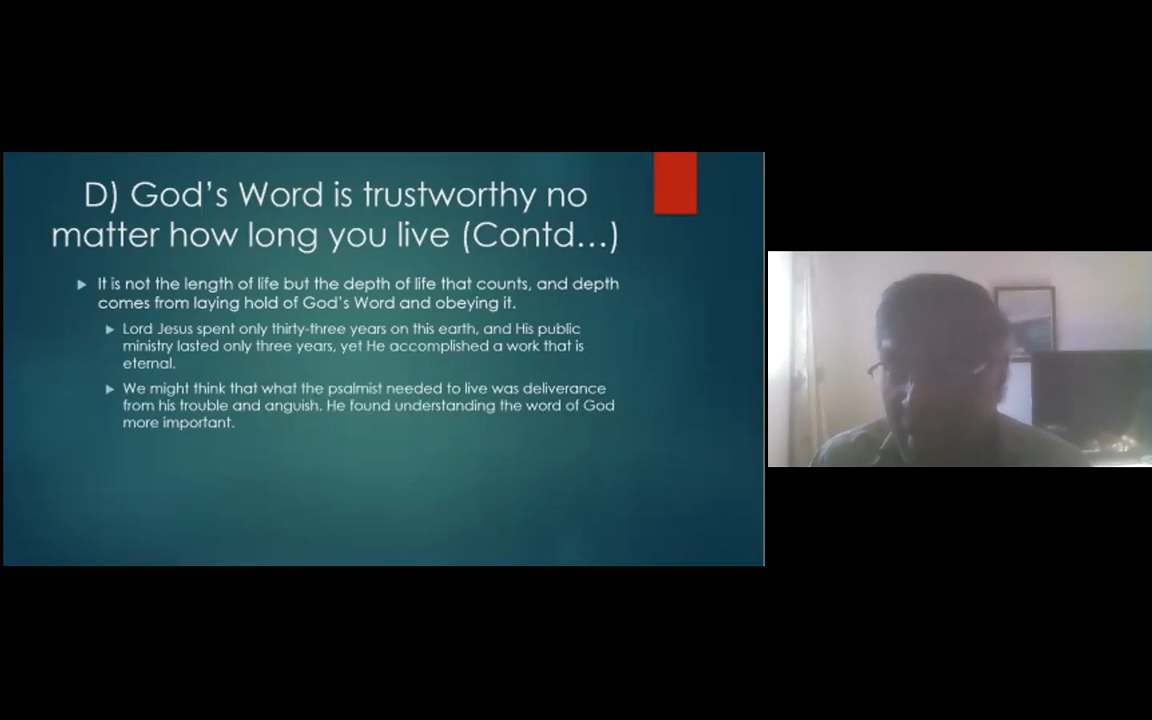 D) God's Word is trustworthy no
matter how long you live (Contd...)
It is not the length of life but the depth of life that counts, and depth
comes from laying hold of God's Word and obeying it.
Lord Jesus spent only thirty-three years on this earth, and His public
ministry lasted only three years, yet He accomplished a work that is
eternal.
We might think that what the psalmist needed to live was deliverance
from his trouble and anguish. He found understanding the word of God
more important.